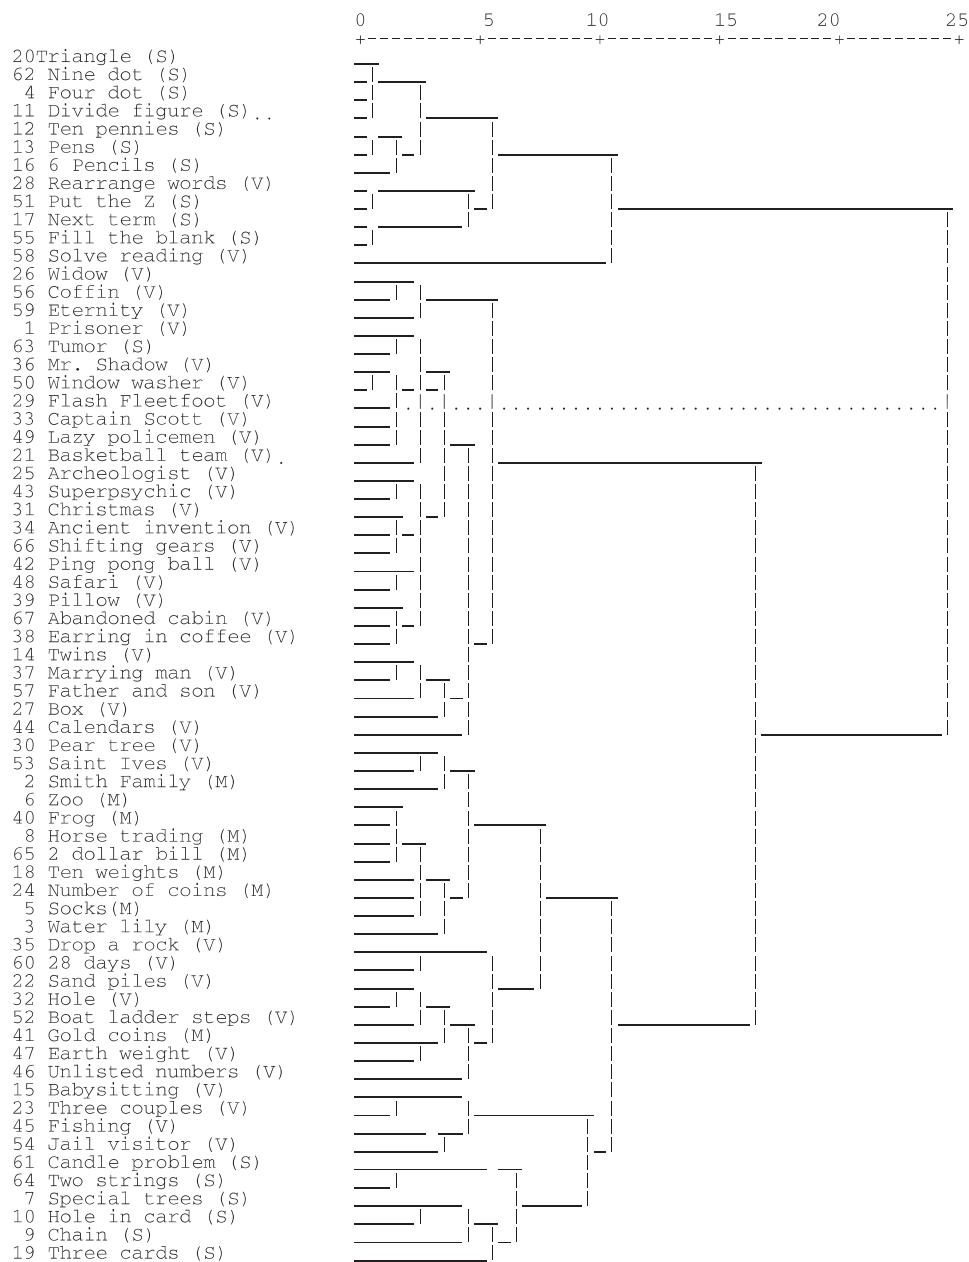 0 5 10 15 20 25
+---------+---------+---------+---------+---------+
20Triangle (S)
62 Nine dot (S)
4 Four dot (S)
11 Divide figure (S)..
12 Ten pennies (S)
13 Pens (S)
16 6 Pencils (S)
28 Rearrange words (V)
51 Put the Z (S)
17 Next term (S)
55 Fill the blank (S)
58 Solve reading (V)
26 Widow (V)
56 Coffin (V)
59 Eternity (V)
1 Prisoner (V)
63 Tumor (S)
36 Mr. Shadow (V)
50 Window washer (V)
29 Flash Fleetfoot (V)
33 Captain Scott (V)
49 Lazy policemen (V)
21 Basketball team (V).
25 Archeologist (V)
43 Superpsychic (V)
31 Christmas (V)
34 Ancient invention (V)
66 Shifting gears (V)
42 Ping pong ball (V)
48 Safari (V)
39 Pillow (V)
67 Abandoned cabin (V)
38 Earring in coffee (V)
14 Twins (V)
37 Marrying man (V)
57 Father and son (V)
27 Box (V)
44 Calendars (V)
30 Pear tree (V)
53 Saint Ives (V)
2 Smith Family (M)
6 Zoo (M)
40 Frog (M)
8 Horse trading (M)
65 2 dollar bill (M)
18 Ten weights (M)
24 Number of coins (M)
5 Socks(M)
3 Water lily (M)
35 Drop a rock (V)
60 28 days (V)
22 Sand piles (V)
32 Hole (V)
52 Boat ladder steps (V)
41 Gold coins (M)
47 Earth weight (V)
46 Unlisted numbers (V)
15 Babysitting (V)
23 Three couples (V)
45 Fishing (V)
54 Jail visitor (V)
61 Candle problem (S)
64 Two strings (S)
7 Special trees (S)
10 Hole in card (S)
9 Chain (S)
19 Three cards (S)